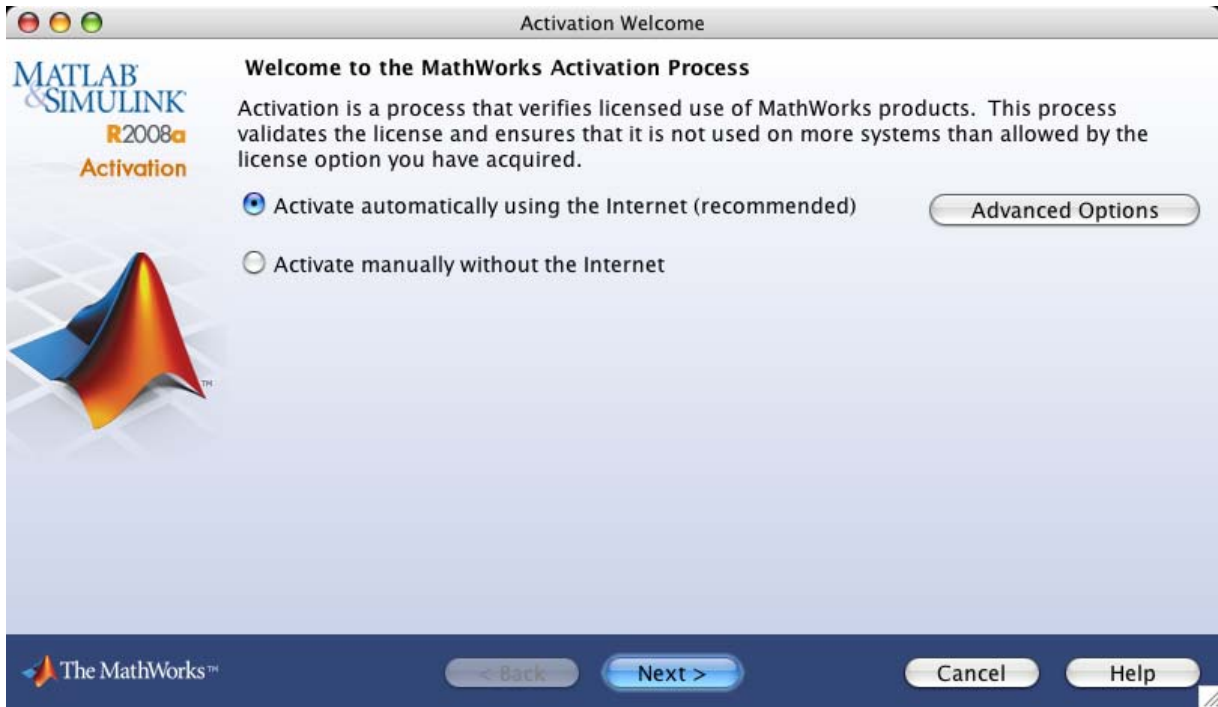 Activation Welcome
MATLAB®
&SIMULINK®
R2008a
Activation
Welcome to the MathWorks Activation Process
Activation is a process that verifies licensed use of MathWorks products. This process
validates the license and ensures that it is not used on more systems than allowed by the
license option you have acquired.
Activate automatically using the Internet (recommended)
Advanced Options
Activate manually without the Internet
TM
The MathWorks™
< Back
Next >
Cancel
Help